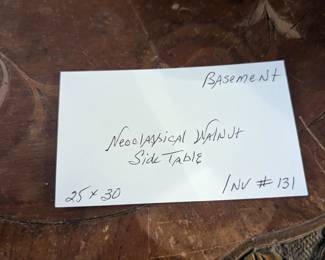 Basement
Neoclassical Walnut
Side Table
25 x 30
INV # 131